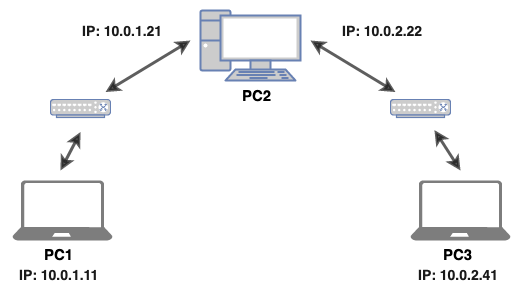 IP: 10.0.1.21
IP: 10.0.2.22
PC2
PC1
IP: 10.0.1.11
PC3
IP: 10.0.2.41